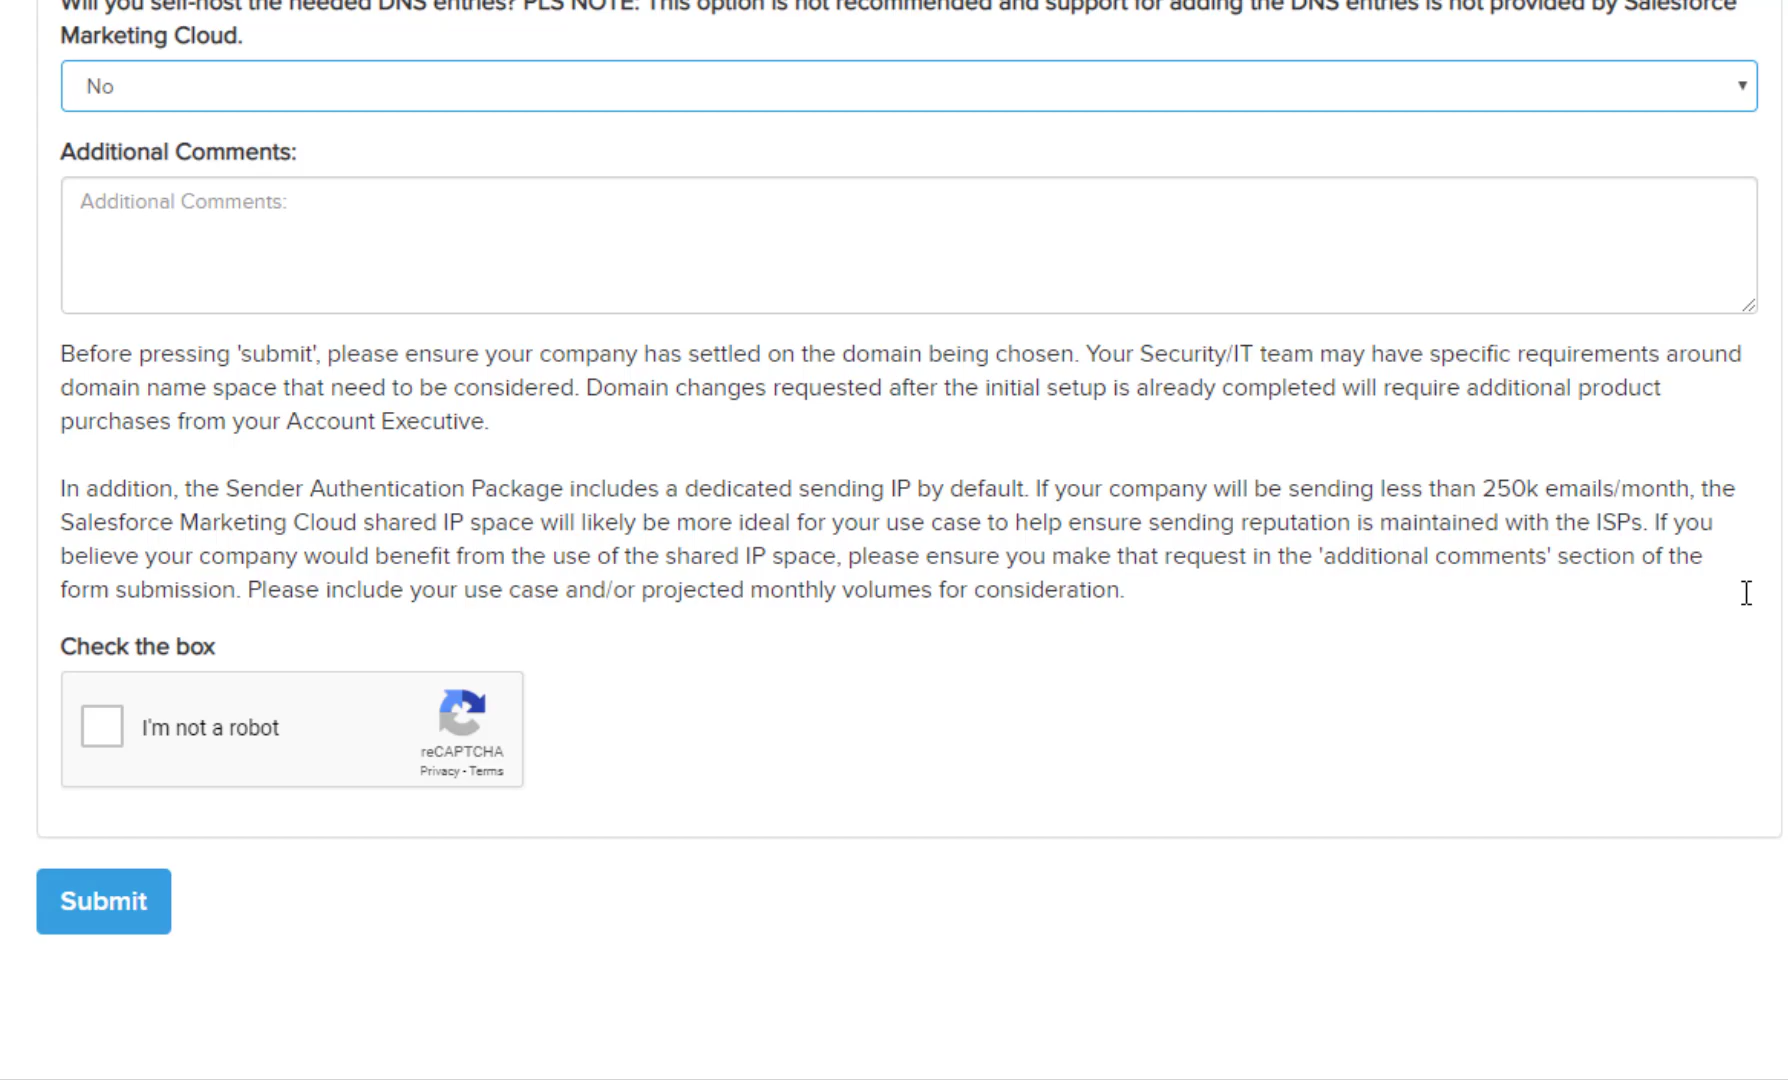 Will you self-host the needed DNS entries? PLS NOTE: This option is not recommended and support for adding the DNS entries is not provided by Salesforce
Marketing Cloud.
No
Additional Comments:
Additional Comments:
Before pressing 'submit', please ensure your company has settled on the domain being chosen. Your Security/IT team may have specific requirements around
domain name space that need to be considered. Domain changes requested after the initial setup is already completed will require additional product
purchases from your Account Executive.
In addition, the Sender Authentication Package includes a dedicated sending IP by default. If your company will be sending less than 250k emails/month, the
Salesforce Marketing Cloud shared IP space will likely be more ideal for your use case to help ensure sending reputation is maintained with the ISPs. If you
believe your company would benefit from the use of the shared IP space, please ensure you make that request in the 'additional comments' section of the
form submission. Please include your use case and/or projected monthly volumes for consideration.
Check the box
I'm not a robot
reCAPTCHA
Privacy - Terms
Submit